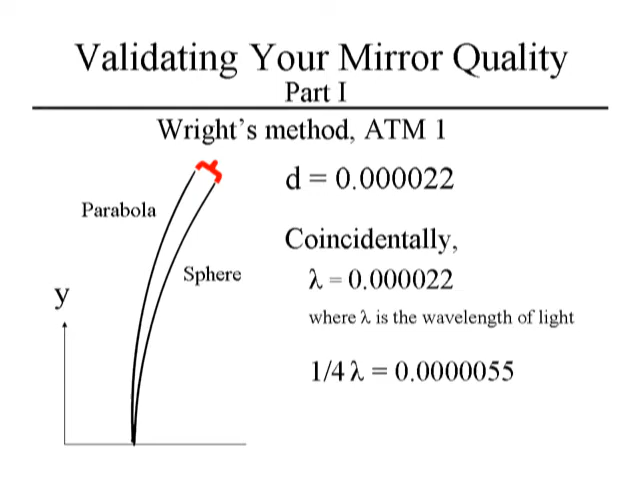 Validating Your Mirror Quality
Part I
Wright's method, ATM 1
d = 0.000022
Parabola
Coincidentally,
Sphere
λ = 0.000022
y
where λ is the wavelength of light
1/4 λ = 0.0000055